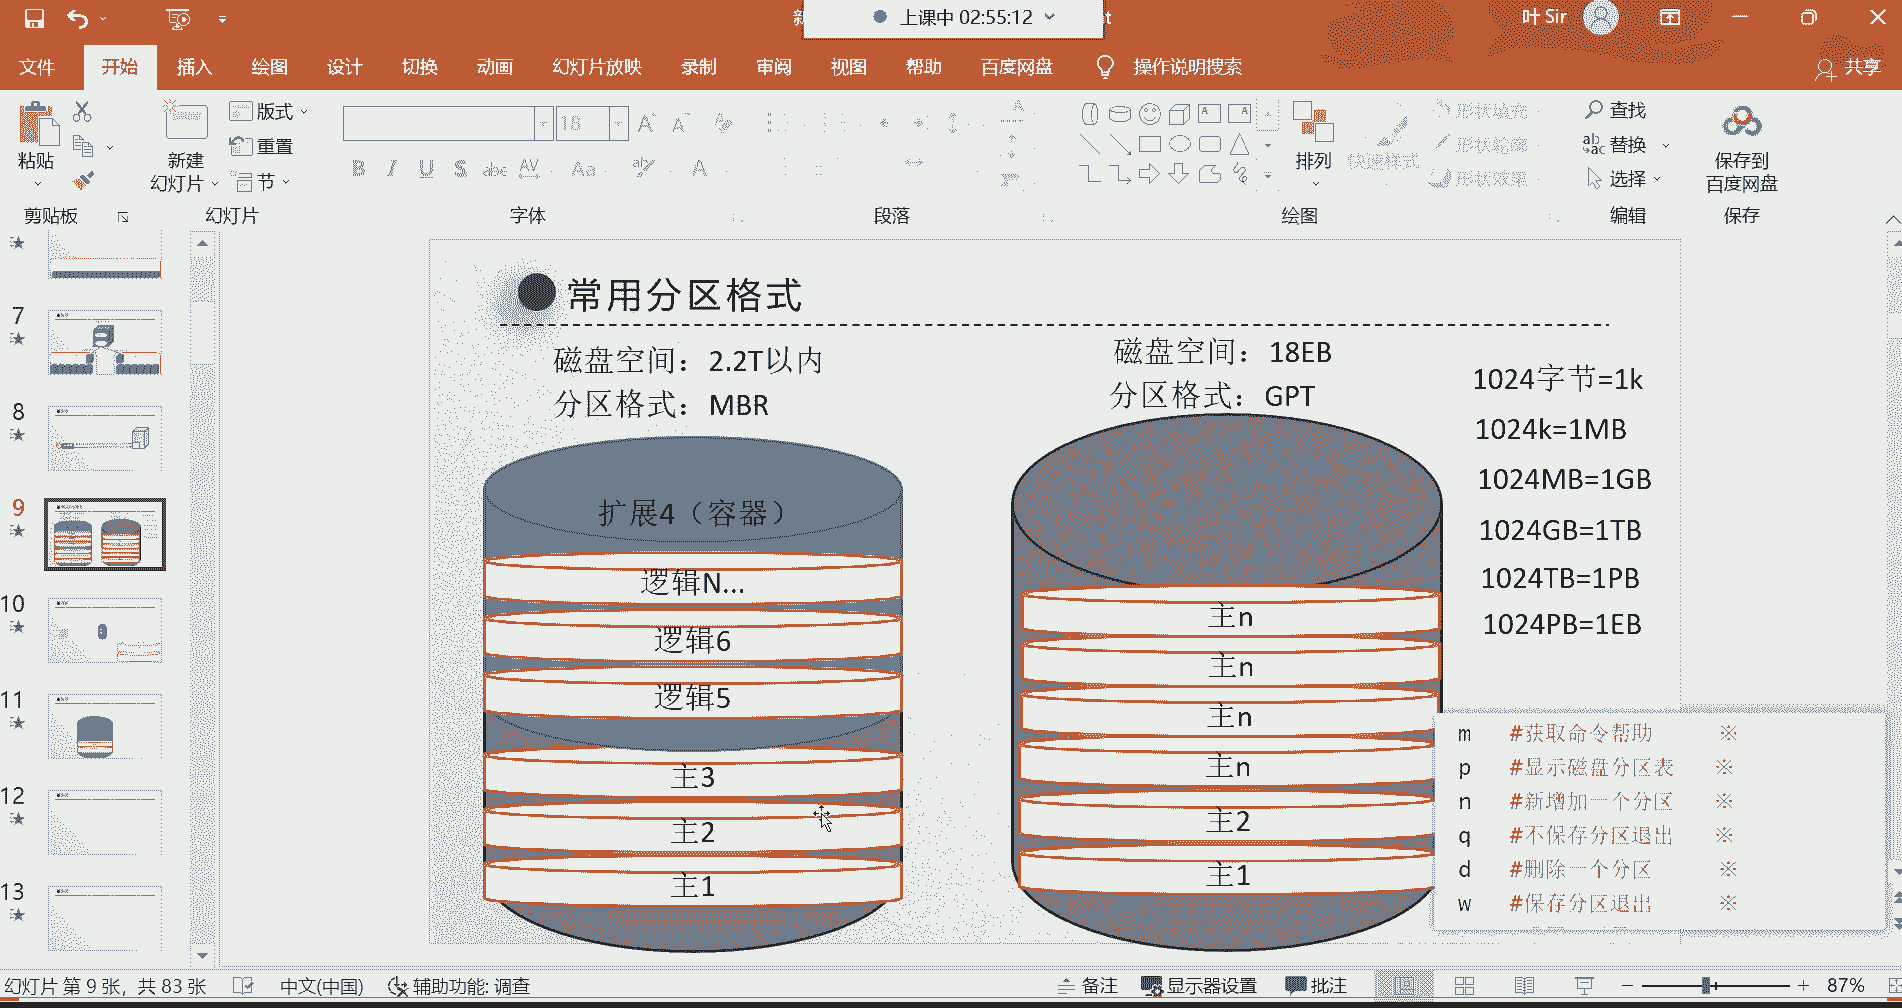 上课中 02:55:12
叶 Sir
文件 开始 插入 绘图 设计 切换 动画 幻灯片放映 录制 审阅 视图 帮助 百度网盘 操作说明搜索 共享
粘贴
新建
幻灯片
版式
重置
节
18
B I U S abc AV Aa A
排列
快速样式
形状填充
形状轮廓
形状效果
查找
替换
选择
保存到
百度网盘
剪贴板 幻灯片 字体 段落 绘图 编辑 保存
7
8
9
10
11
12
13
常用分区格式
磁盘空间：2.2T以内
分区格式：MBR
扩展4（容器）
逻辑N...
逻辑6
逻辑5
主3
主2
主1
磁盘空间：18EB
分区格式：GPT
主n
主n
主n
主n
主2
主1
1024字节=1k
1024k=1MB
1024MB=1GB
1024GB=1TB
1024TB=1PB
1024PB=1EB
m #获取命令帮助 ※
p #显示磁盘分区表 ※
n #新增加一个分区 ※
q #不保存分区退出 ※
d #删除一个分区 ※
w #保存分区退出 ※
幻灯片 第 9 张，共 83 张 中文(中国) 辅助功能: 调查 备注 显示器设置 批注 87%